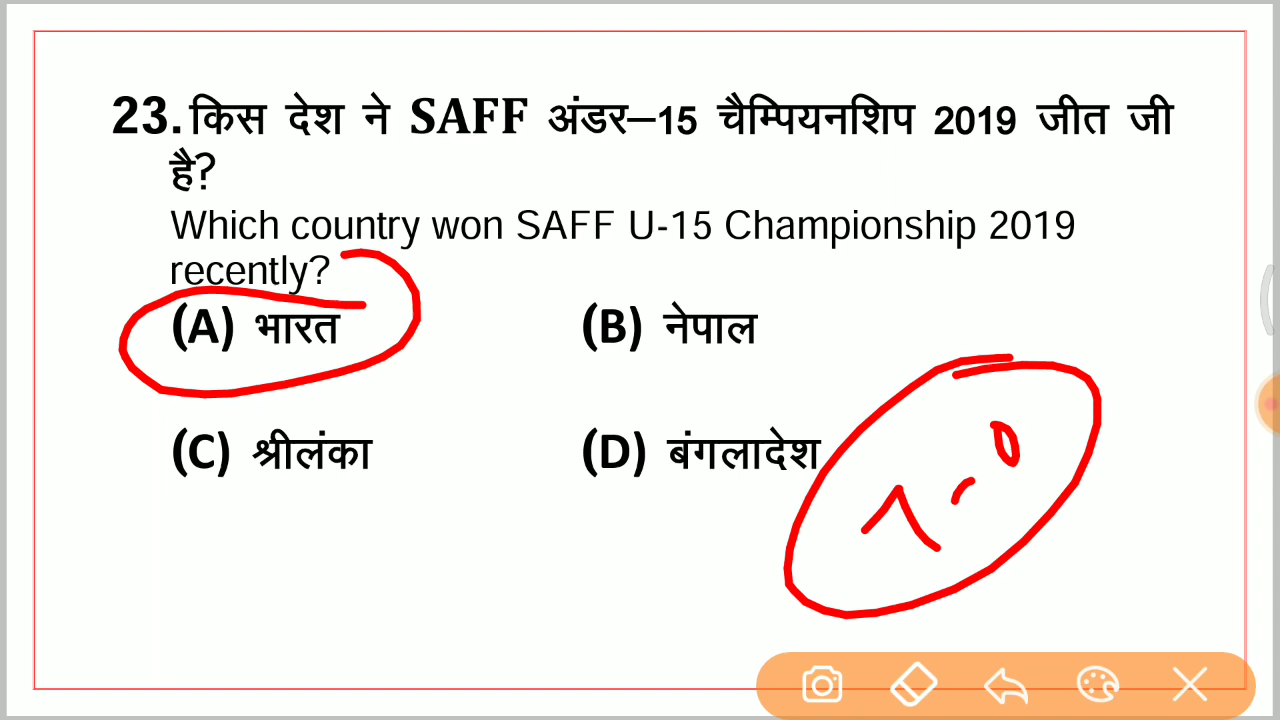 23. किस देश ने SAFF अंडर–15 चैम्पियनशिप 2019 जीत जी
है?
Which country won SAFF U-15 Championship 2019
recently?
(A) भारत (B) नेपाल
(C) श्रीलंका (D) बंगलादेश
7-0